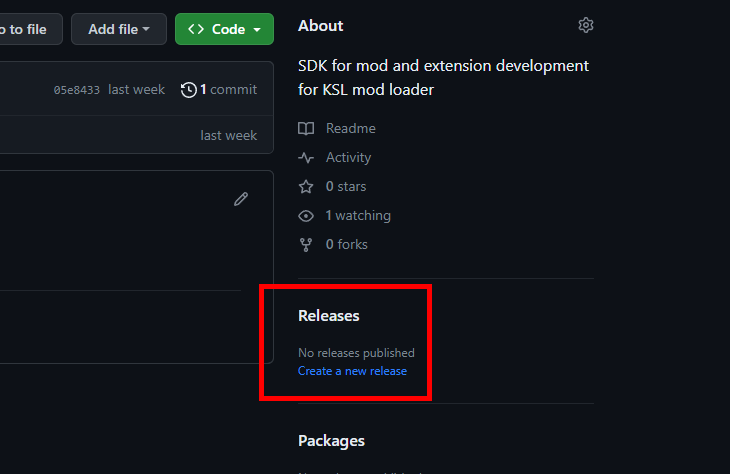 o to file
Add file
Code
05e8433 last week 1 commit
last week
About
SDK for mod and extension development
for KSL mod loader
Readme
Activity
0 stars
1 watching
0 forks
Releases
No releases published
Create a new release
Packages